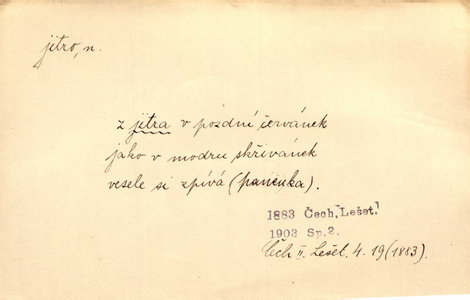 jitro, n.
z jitra v pozdní červánek
jako v modru skřivánek
vesele si zpívá (panenka).
1883 Čech, Lešet.
1903 Sp. 2.
Čech II. Lešet. 4. 19 (1883).